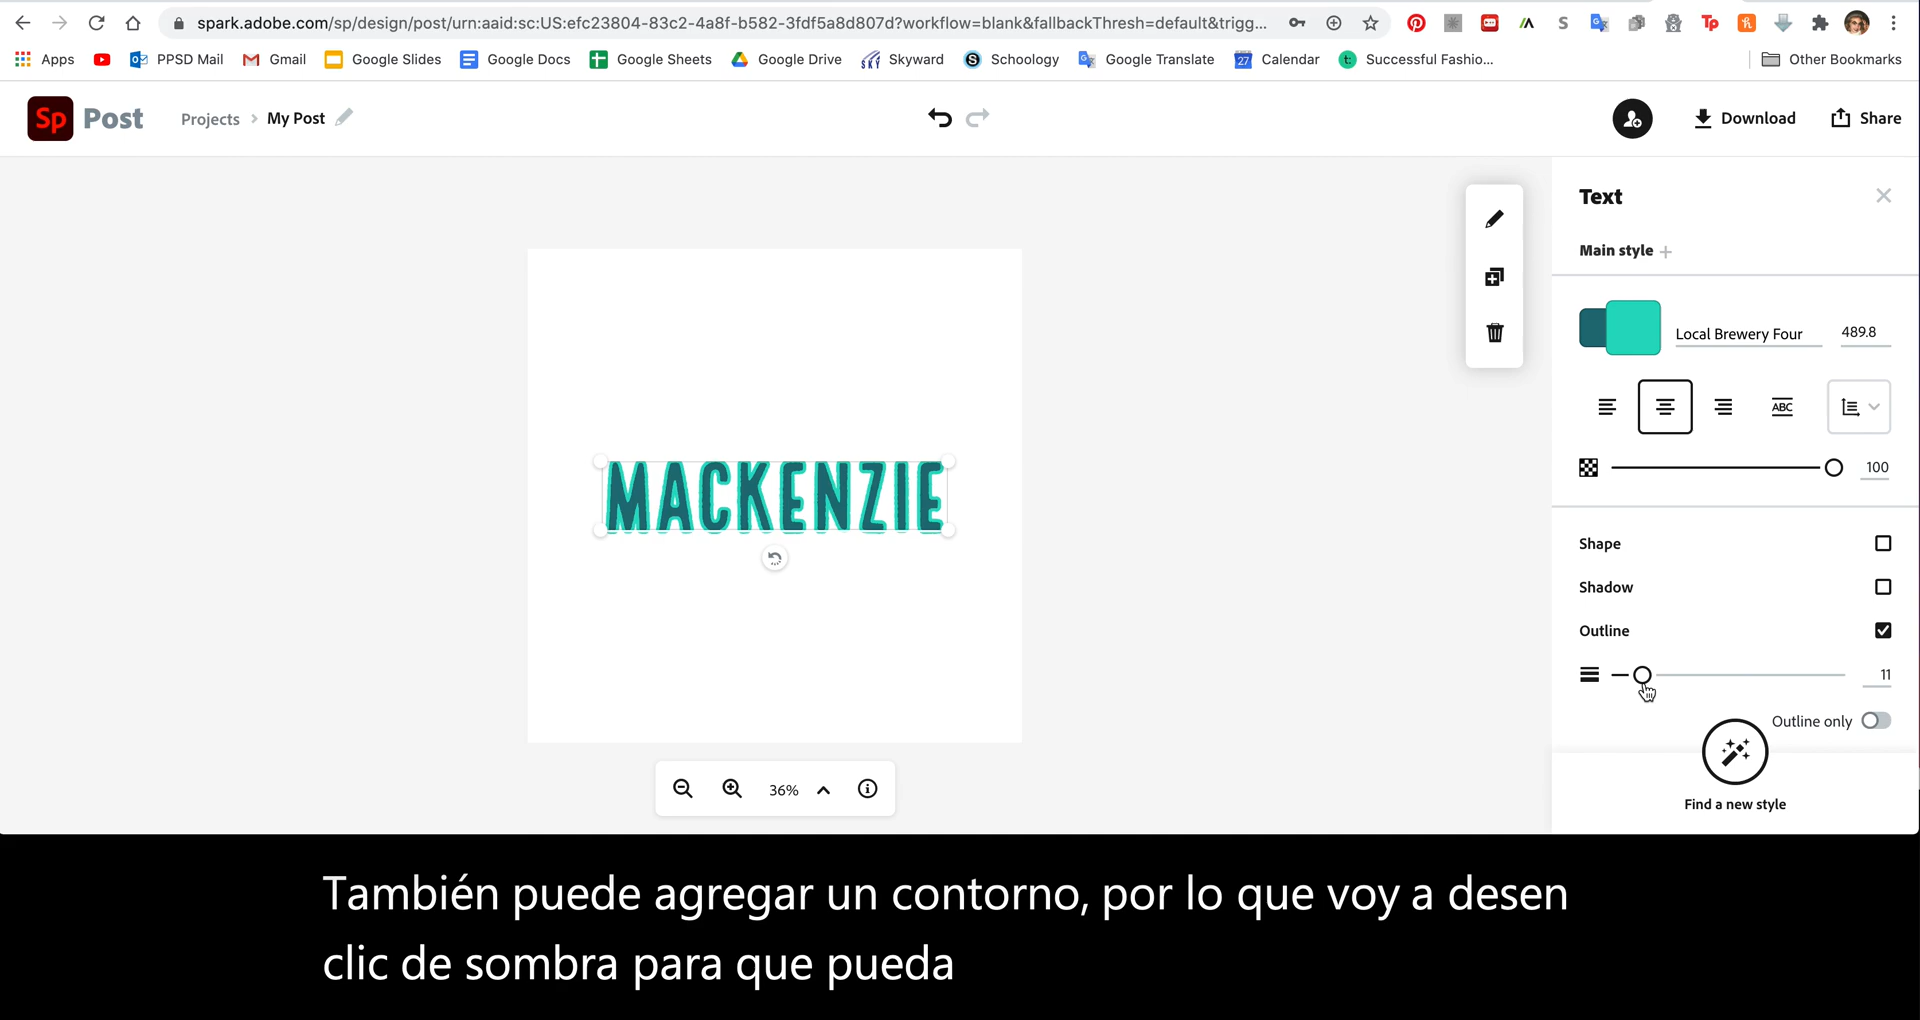 spark.adobe.com/sp/design/post/urn:aaid:sc:US:efc23804-83c2-4a8f-b582-3fdf5a8d807d?workflow=blank&fallbackThresh=default&trigg...
Apps PPSD Mail Gmail Google Slides Google Docs Google Sheets Google Drive Skyward Schoology Google Translate 27 Calendar t: Successful Fashio... Other Bookmarks
Sp Post Projects > My Post Download Share
Text
Main style +
Local Brewery Four 489.8
ABC
100
MACKENZIE
Shape
Shadow
Outline
11
Outline only
36%
Find a new style
También puede agregar un contorno, por lo que voy a desen
clic de sombra para que pueda